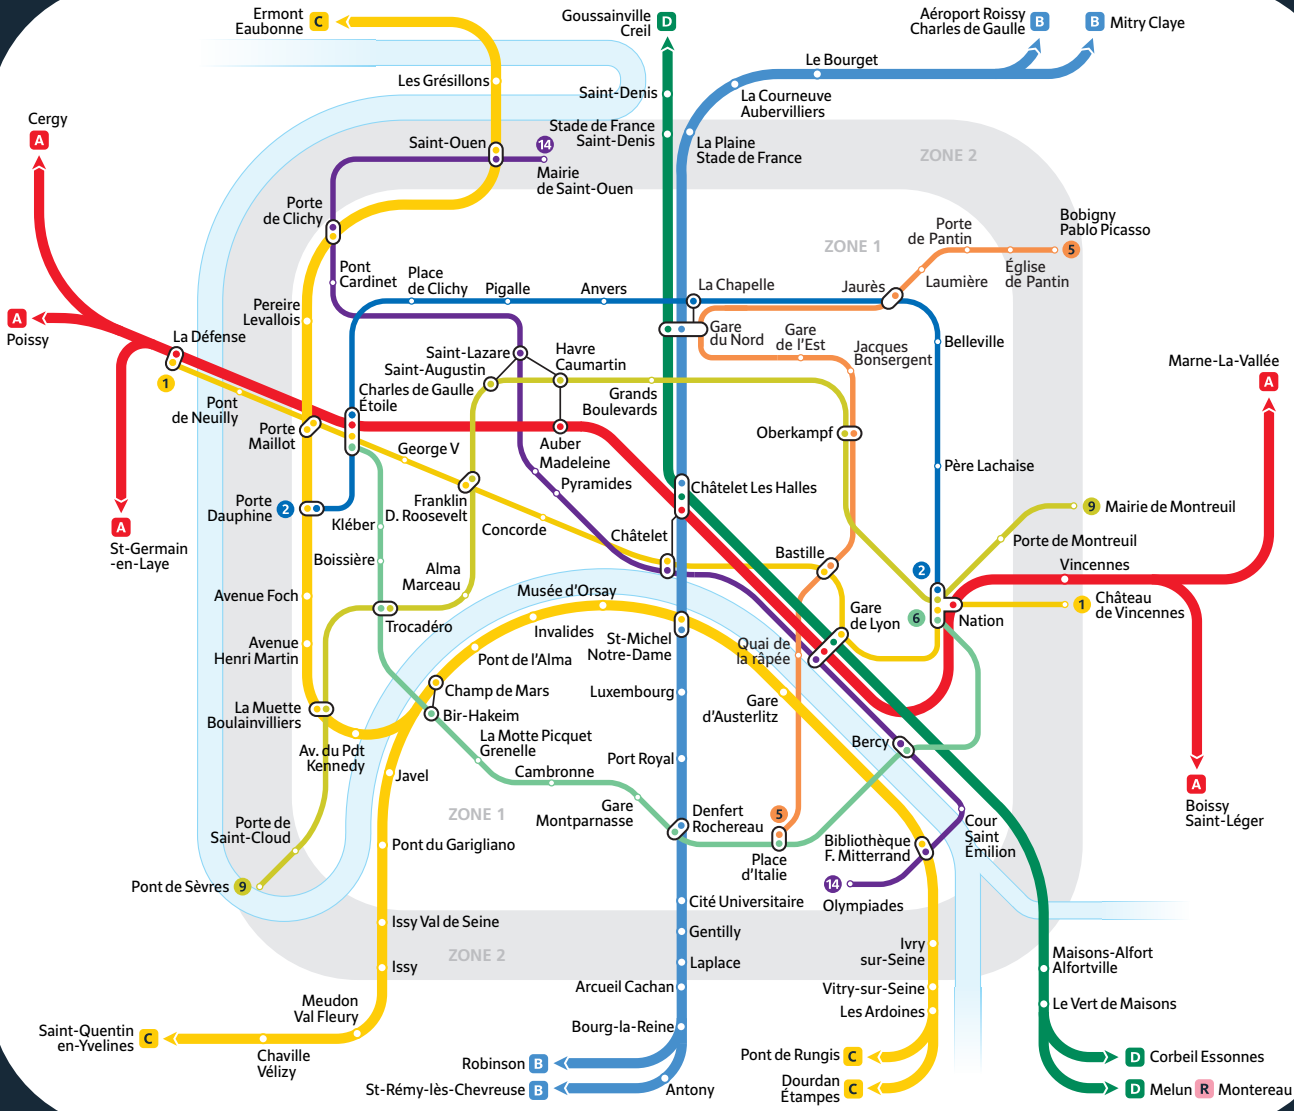 Ermont
Eaubonne
C
Goussainville
Creil
D
Aéroport Roissy
Charles de Gaulle
B
B
Mitry Claye
Le Bourget
Les Grésillons
Saint-Denis
La Courneuve
Aubervilliers
Cergy
A
Stade de France
Saint-Denis
Saint-Ouen
14
La Plaine
Stade de France
ZONE 2
Mairie
de Saint-Ouen
Porte
de Clichy
Porte
de Pantin
Bobigny
Pablo Picasso
5
ZONE 1
Pont
Cardinet
Place
de Clichy
Pigalle
Anvers
La Chapelle
Jaurès
Laumière
Église
de Pantin
Pereire
Levallois
A
Poissy
La Défense
1
Gare
du Nord
Gare
de l'Est
Jacques
Bonsergent
Belleville
Saint-Lazare
Saint-Augustin
Havre
Caumartin
Marne-La-Vallée
A
Pont
de Neuilly
Charles de Gaulle
Étoile
Grands
Boulevards
Porte
Maillot
George V
Auber
Oberkampf
Madeleine
Pyramides
Père Lachaise
Porte
Dauphine
2
Franklin
D. Roosevelt
Châtelet Les Halles
Kléber
Concorde
9
Mairie de Montreuil
A
St-Germain
-en-Laye
Châtelet
Porte de Montreuil
Boissière
Alma
Marceau
Bastille
2
Vincennes
Avenue Foch
Musée d'Orsay
1
Château
de Vincennes
Trocadéro
Invalides
St-Michel
Notre-Dame
Gare
de Lyon
6
Nation
Avenue
Henri Martin
Pont de l'Alma
Quai de
la râpée
Champ de Mars
Luxembourg
Gare
d'Austerlitz
La Muette
Boulainvilliers
Bir-Hakeim
La Motte Picquet
Grenelle
Bercy
Av. du Pdt
Kennedy
Javel
Cambronne
Port Royal
A
Boissy
Saint-Léger
ZONE 1
Gare
Montparnasse
Denfert
Rochereau
5
Porte de
Saint-Cloud
Pont du Garigliano
Place
d'Italie
Bibliothèque
F. Mitterrand
Cour
Saint
Émilion
Pont de Sèvres
9
14
Olympiades
Cité Universitaire
Issy Val de Seine
Gentilly
ZONE 2
Ivry
sur-Seine
Issy
Laplace
Maisons-Alfort
Alfortville
Arcueil Cachan
Vitry-sur-Seine
Meudon
Val Fleury
Les Ardoines
Le Vert de Maisons
Saint-Quentin
en-Yvelines
C
Chaville
Vélizy
Bourg-la-Reine
Robinson
B
Pont de Rungis
C
D
Corbeil Essonnes
St-Rémy-lès-Chevreuse
B
Antony
Dourdan
Étampes
C
D
Melun
R
Montereau